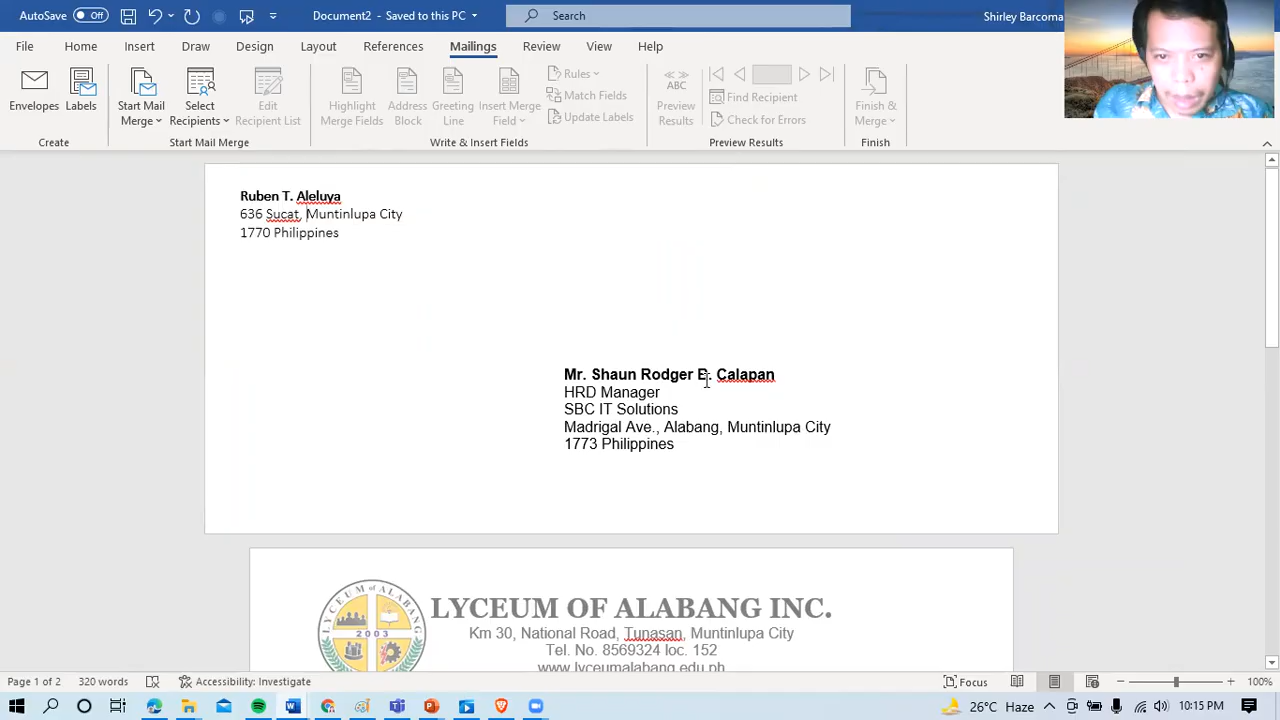 AutoSave Off Document2 - Saved to this PC Search Shirley Barcoma
File Home Insert Draw Design Layout References Mailings Review View Help
Envelopes Labels Start Mail Merge Select Recipients Edit Recipient List Highlight Merge Fields Address Block Greeting Line Insert Merge Field Rules Match Fields Update Labels ABC Preview Results Find Recipient Check for Errors Finish & Merge
Create Start Mail Merge Write & Insert Fields Preview Results Finish
Ruben T. Aleluya
636 Sucat, Muntinlupa City
1770 Philippines
Mr. Shaun Rodger Calapan
HRD Manager
SBC IT Solutions
Madrigal Ave., Alabang, Muntinlupa City
1773 Philippines
LYCEUM OF ALABANG INC.
Km 30, National Road, Tunasan, Muntinlupa City
Tel. No. 8569324 loc. 152
www.lyceumalabang.edu.ph
2003
Page 1 of 2 320 words Accessibility: Investigate Focus 100%
26°C Haze 10:15 PM